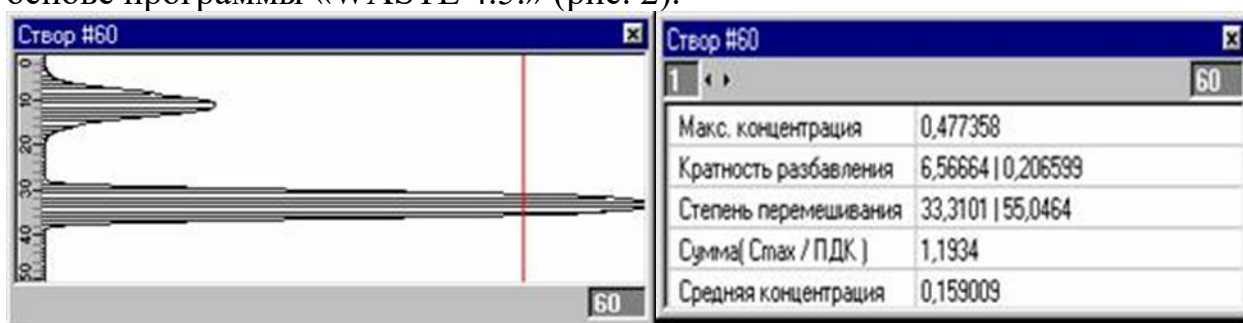 основе программы «WASTE 4.3.» (рис. 2).
Створ #60
0
10
20
30
40
50
60
Створ #60
1
60
Макс. концентрация 0,477358
Кратность разбавления 6,56664 | 0,206599
Степень перемешивания 33,3101 | 55,0464
Сумма( Cmax / ПДК ) 1,1934
Средняя концентрация 0,159009